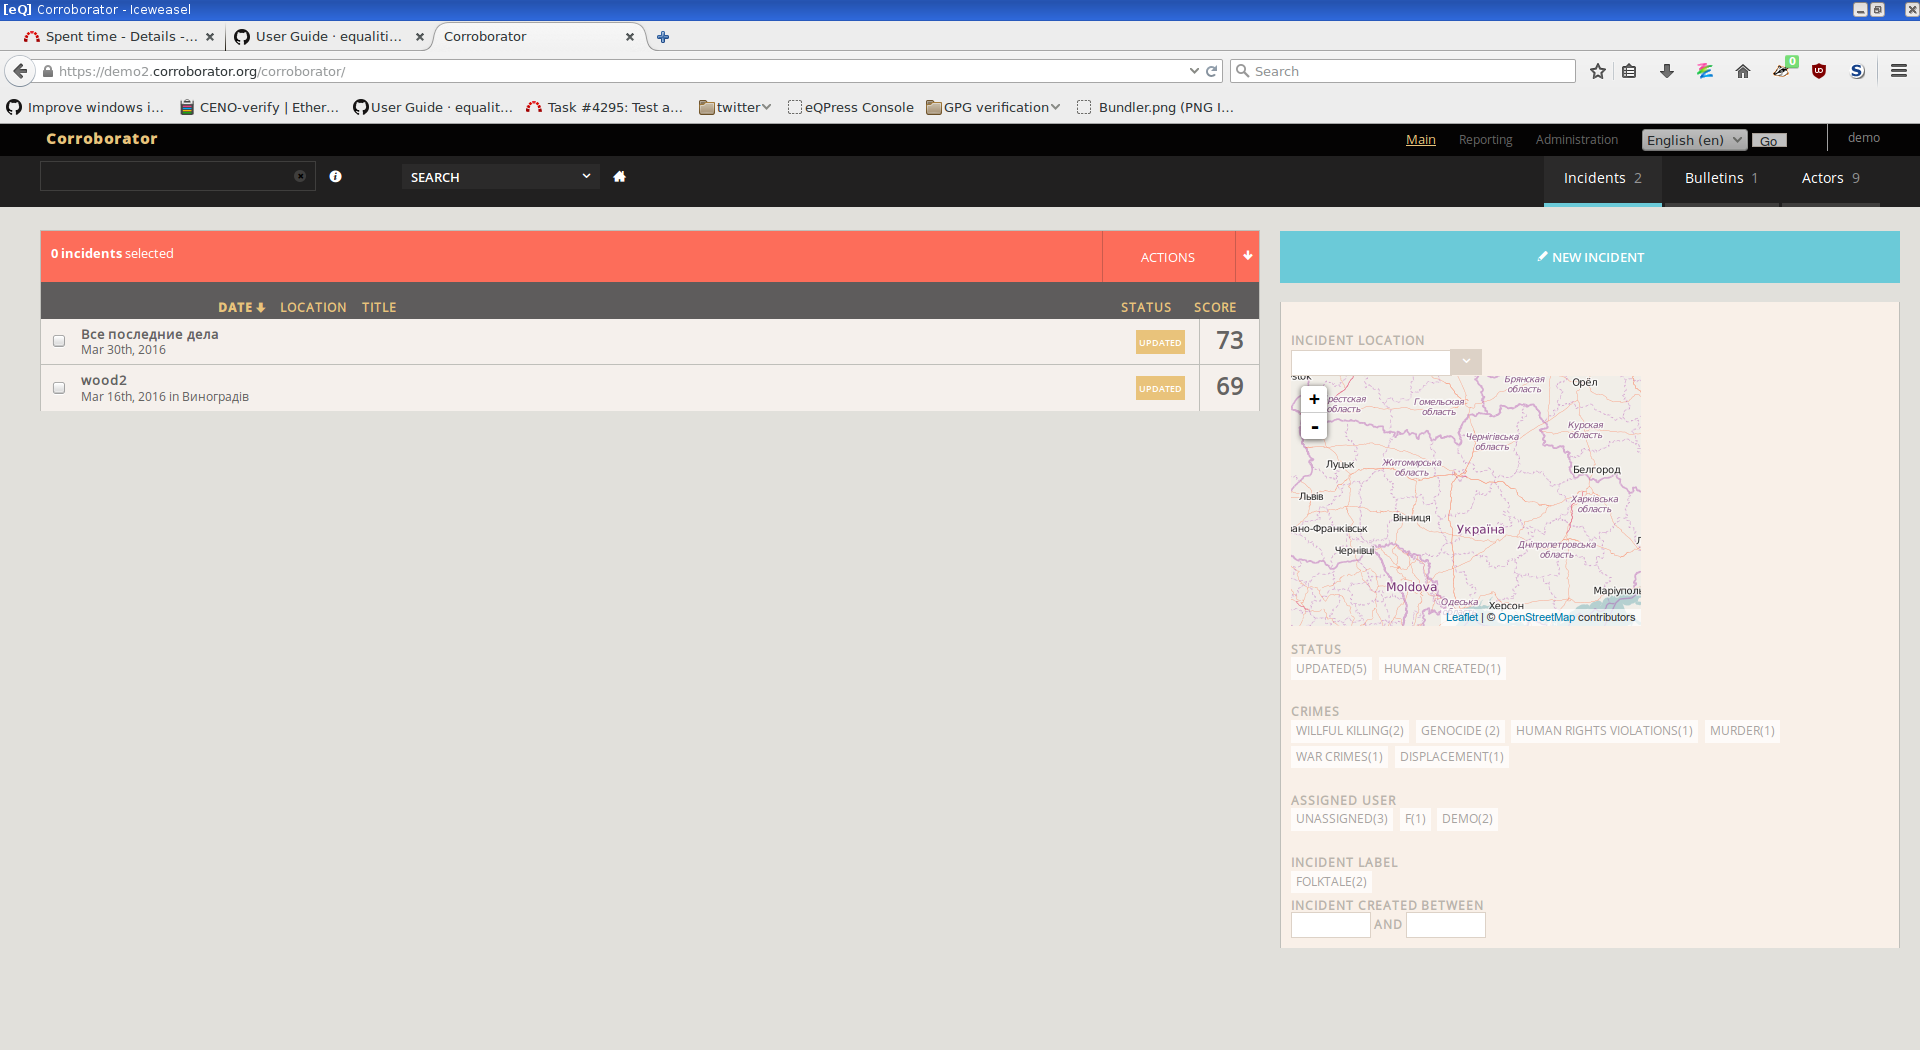 [eQ] Corroborator - Iceweasel
Spent time - Details -...
User Guide · equaliti...
Corroborator
https://demo2.corroborator.org/corroborator/
Search
0
Improve windows i...
CENO-verify | Ether...
User Guide · equalit...
Task #4295: Test a...
twitter
eQPress Console
GPG verification
Bundler.png (PNG I...
Corroborator
Main
Reporting
Administration
English (en)
Go
demo
SEARCH
Incidents 2
Bulletins 1
Actors 9
0 incidents selected
ACTIONS
NEW INCIDENT
DATE LOCATION TITLE STATUS SCORE
Все последние дела
Mar 30th, 2016
UPDATED
73
wood2
Mar 16th, 2016 in Виноградів
UPDATED
69
INCIDENT LOCATION
+
-
Брянская
область
Орёл
Гомельская
область
Курская
область
Чернігівська
область
Луцьк
Житомирська
область
Белгород
Львів
Харківська
область
Вінниця
Україна
вано-Франківськ
Чернівці
Дніпропетровська
область
Moldova
Маріуполь
Одеська
Херсон
Leaflet | © OpenStreetMap contributors
STATUS
UPDATED(5) HUMAN CREATED(1)
CRIMES
WILLFUL KILLING(2) GENOCIDE (2) HUMAN RIGHTS VIOLATIONS(1) MURDER(1)
WAR CRIMES(1) DISPLACEMENT(1)
ASSIGNED USER
UNASSIGNED(3) F(1) DEMO(2)
INCIDENT LABEL
FOLKTALE(2)
INCIDENT CREATED BETWEEN
AND